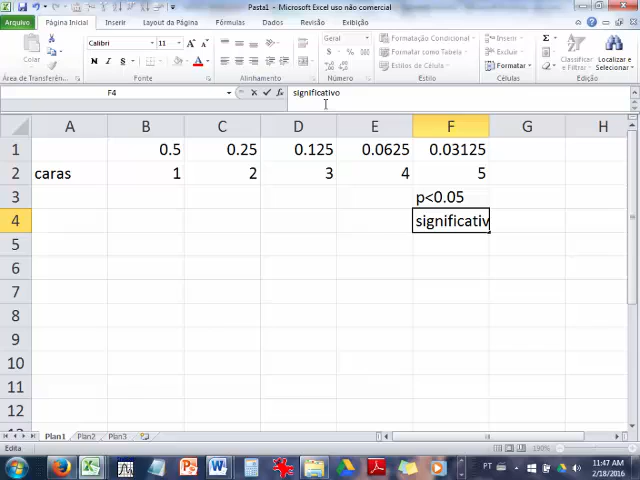 Pasta1 - Microsoft Excel uso não comercial
Arquivo Página Inicial Inserir Layout da Página Fórmulas Dados Revisão Exibição
Colar
Calibri 11
N I S
Geral
Formatação Condicional
Formatar como Tabela
Estilos de Célula
Inserir
Excluir
Formatar
Classificar e Filtrar
Localizar e Selecionar
Área de Transferên... Fonte Alinhamento Número Estilo Células Edição
F4 significativo
A B C D E F G H
1 0.5 0.25 0.125 0.0625 0.03125
2 caras 1 2 3 4 5
3 p<0.05
4 significativ
5
6
7
8
9
10
11
12
Plan1 Plan2 Plan3
Edita 190%
PT 11:47 AM
2/18/2016